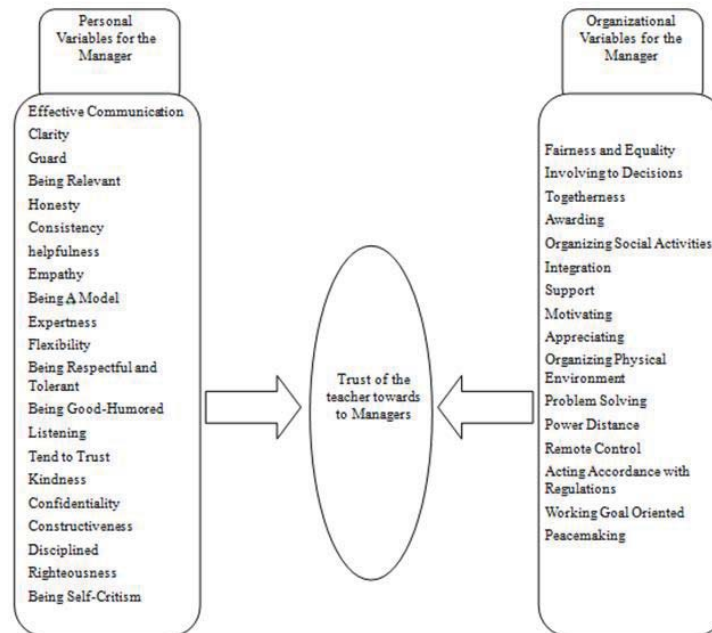 Personal
Variables for the
Manager
Effective Communication
Clarity
Guard
Being Relevant
Honesty
Consistency
helpfulness
Empathy
Being A Model
Expertness
Flexibility
Being Respectful and
Tolerant
Being Good-Humored
Listening
Tend to Trust
Kindness
Confidentiality
Constructiveness
Disciplined
Righteousness
Being Self-Critism
Trust of the
teacher towards
to Managers
Organizational
Variables for the
Manager
Fairness and Equality
Involving to Decisions
Togetherness
Awarding
Organizing Social Activities
Integration
Support
Motivating
Appreciating
Organizing Physical
Environment
Problem Solving
Power Distance
Remote Control
Acting Accordance with
Regulations
Working Goal Oriented
Peacemaking